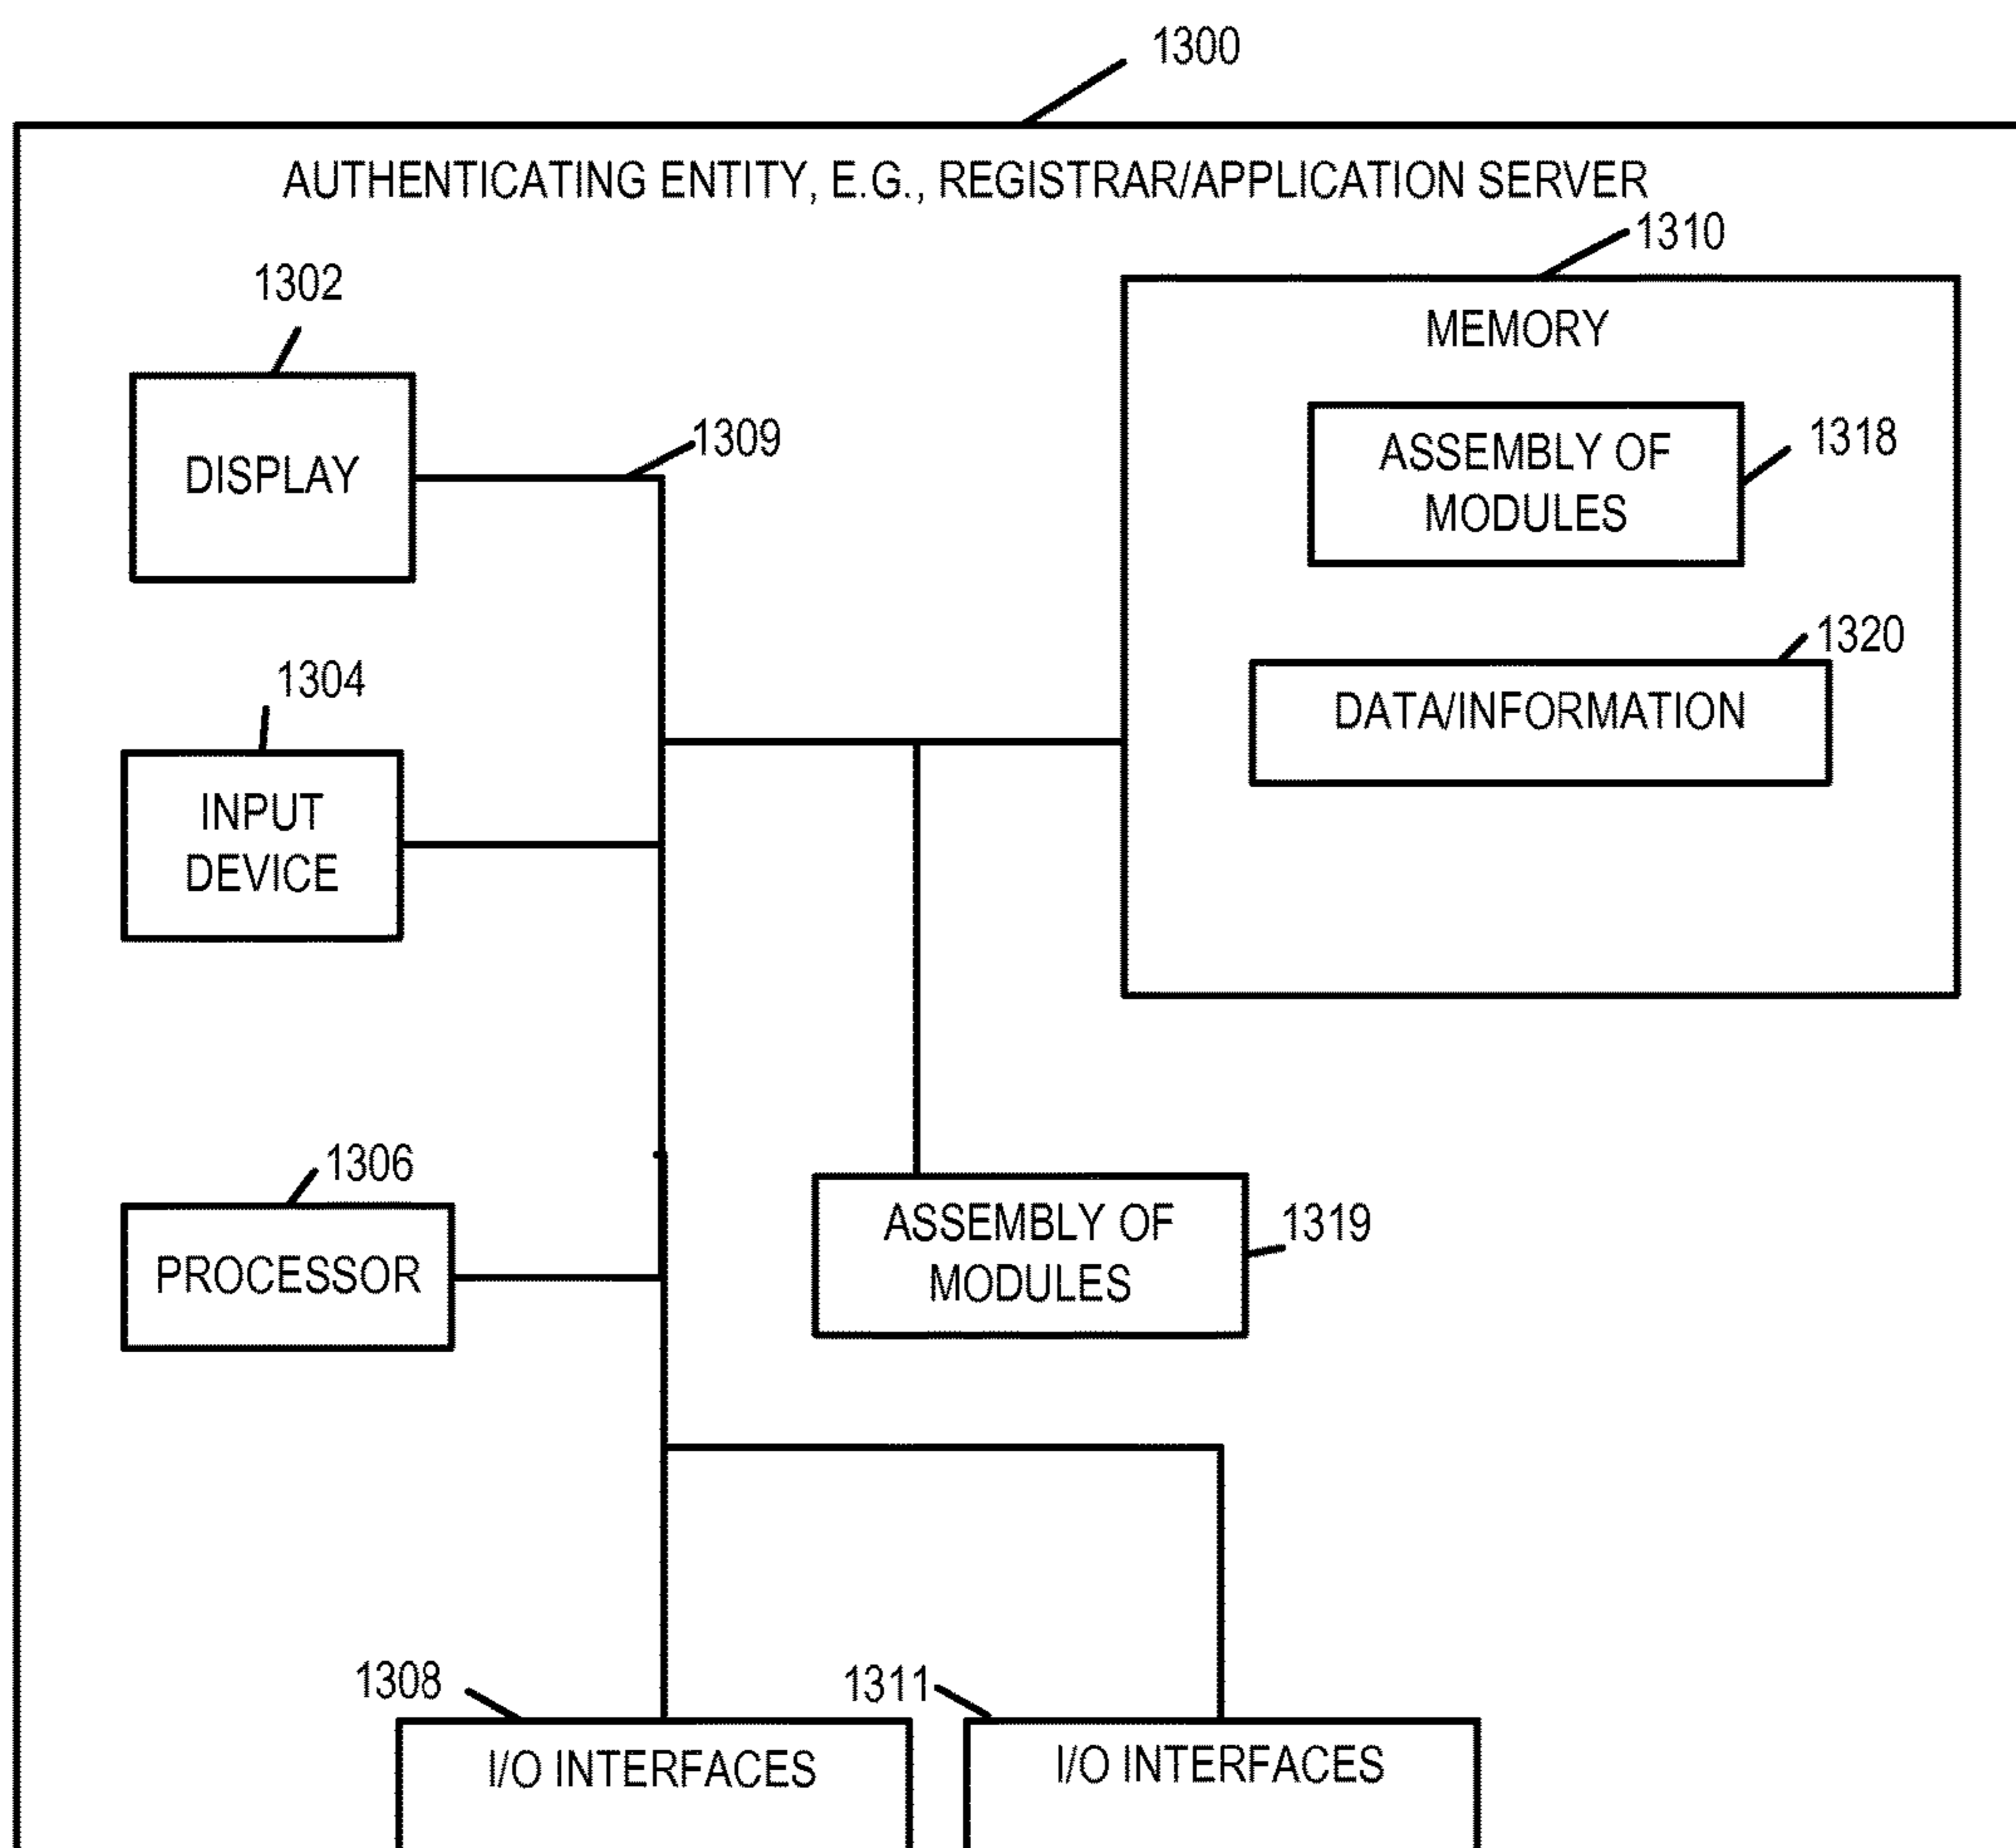 1300
AUTHENTICATING ENTITY, E.G., REGISTRAR/APPLICATION SERVER
1310
MEMORY
1302
DISPLAY
1309
ASSEMBLY OF
MODULES
1318
1320
DATA/INFORMATION
1304
INPUT
DEVICE
1306
PROCESSOR
ASSEMBLY OF
MODULES
1319
1308
I/O INTERFACES
1311
I/O INTERFACES